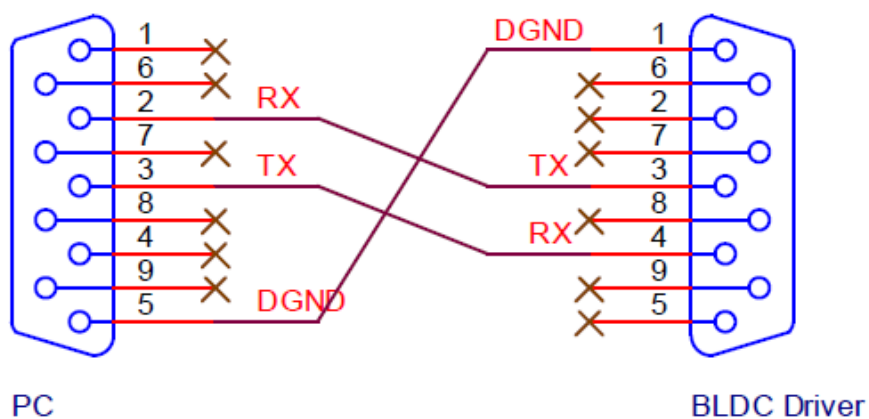 DGND
1 1
6 6
RX
2 2
7 7
TX TX
3 3
8 8
RX
4 4
9 9
DGND
5 5
PC BLDC Driver